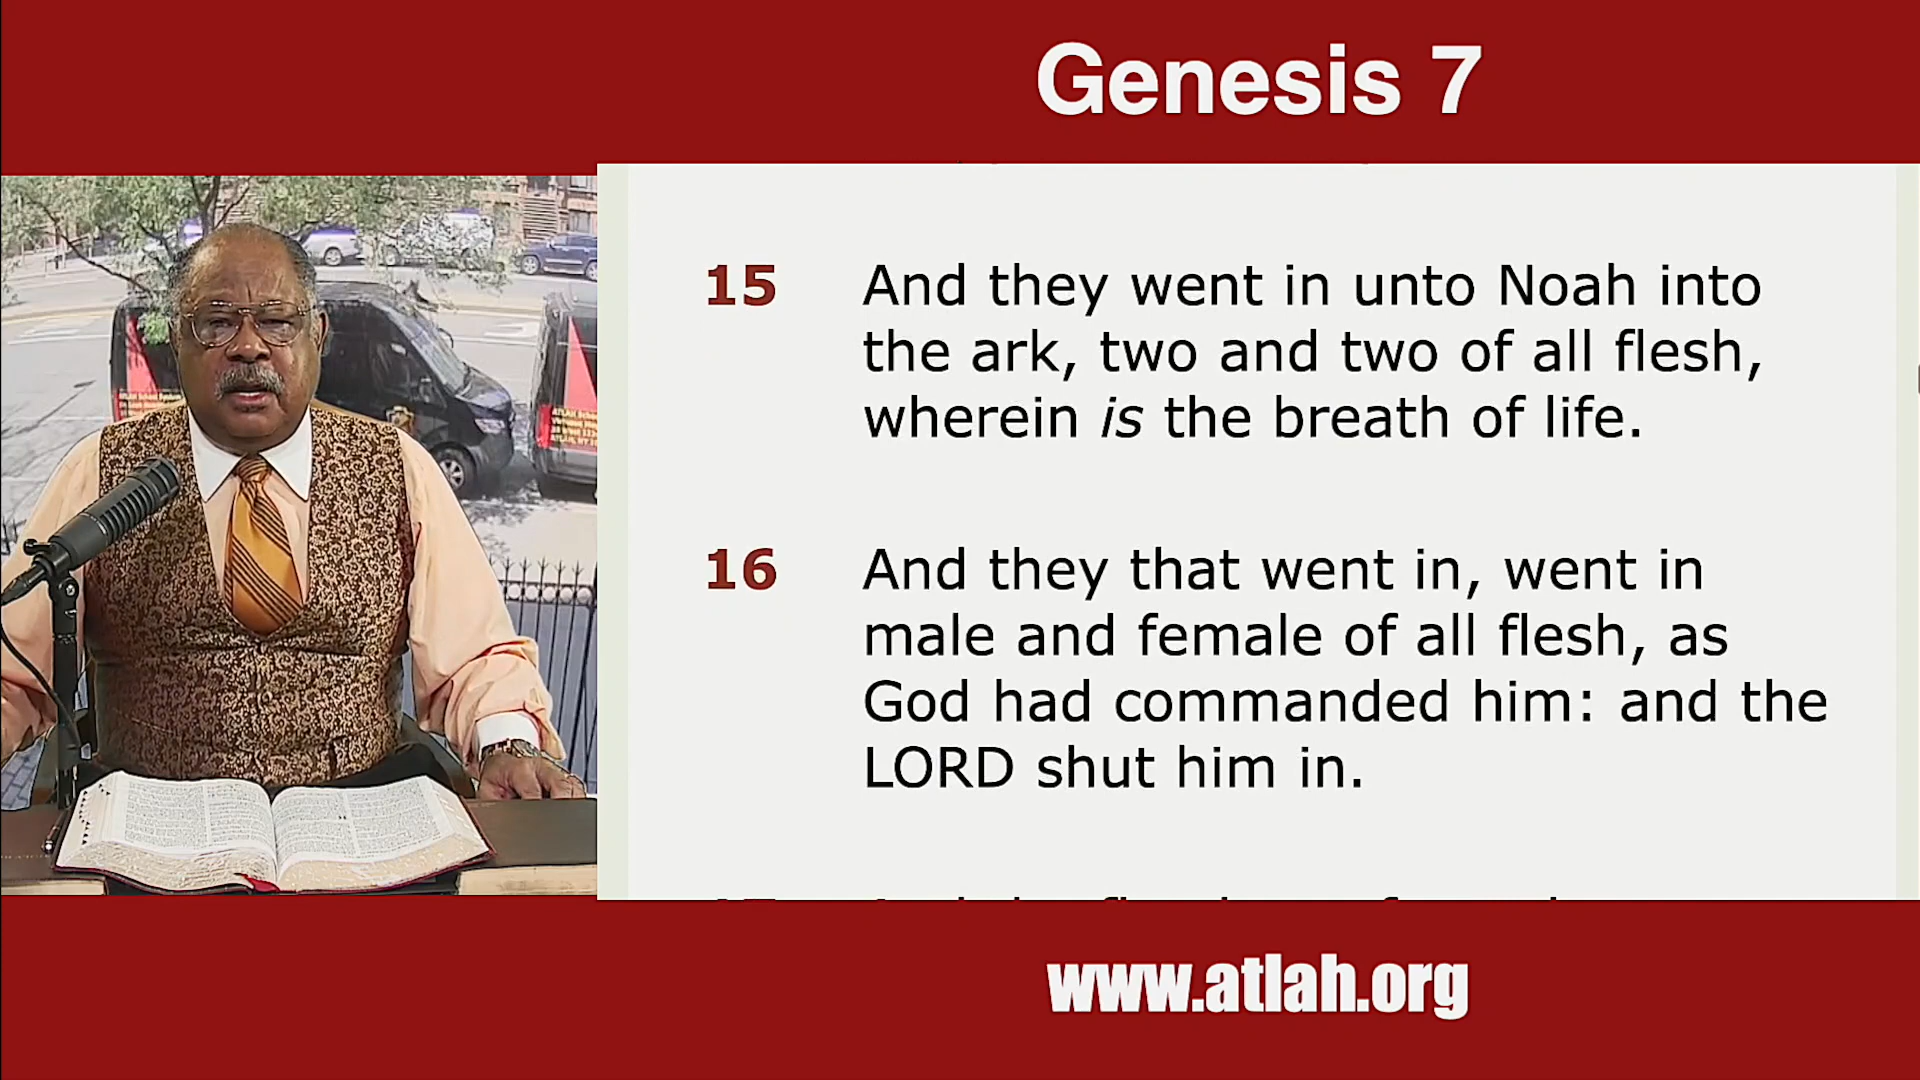 Genesis 7
15 And they went in unto Noah into
the ark, two and two of all flesh,
wherein is the breath of life.
16 And they that went in, went in
male and female of all flesh, as
God had commanded him: and the
LORD shut him in.
www.atlah.org